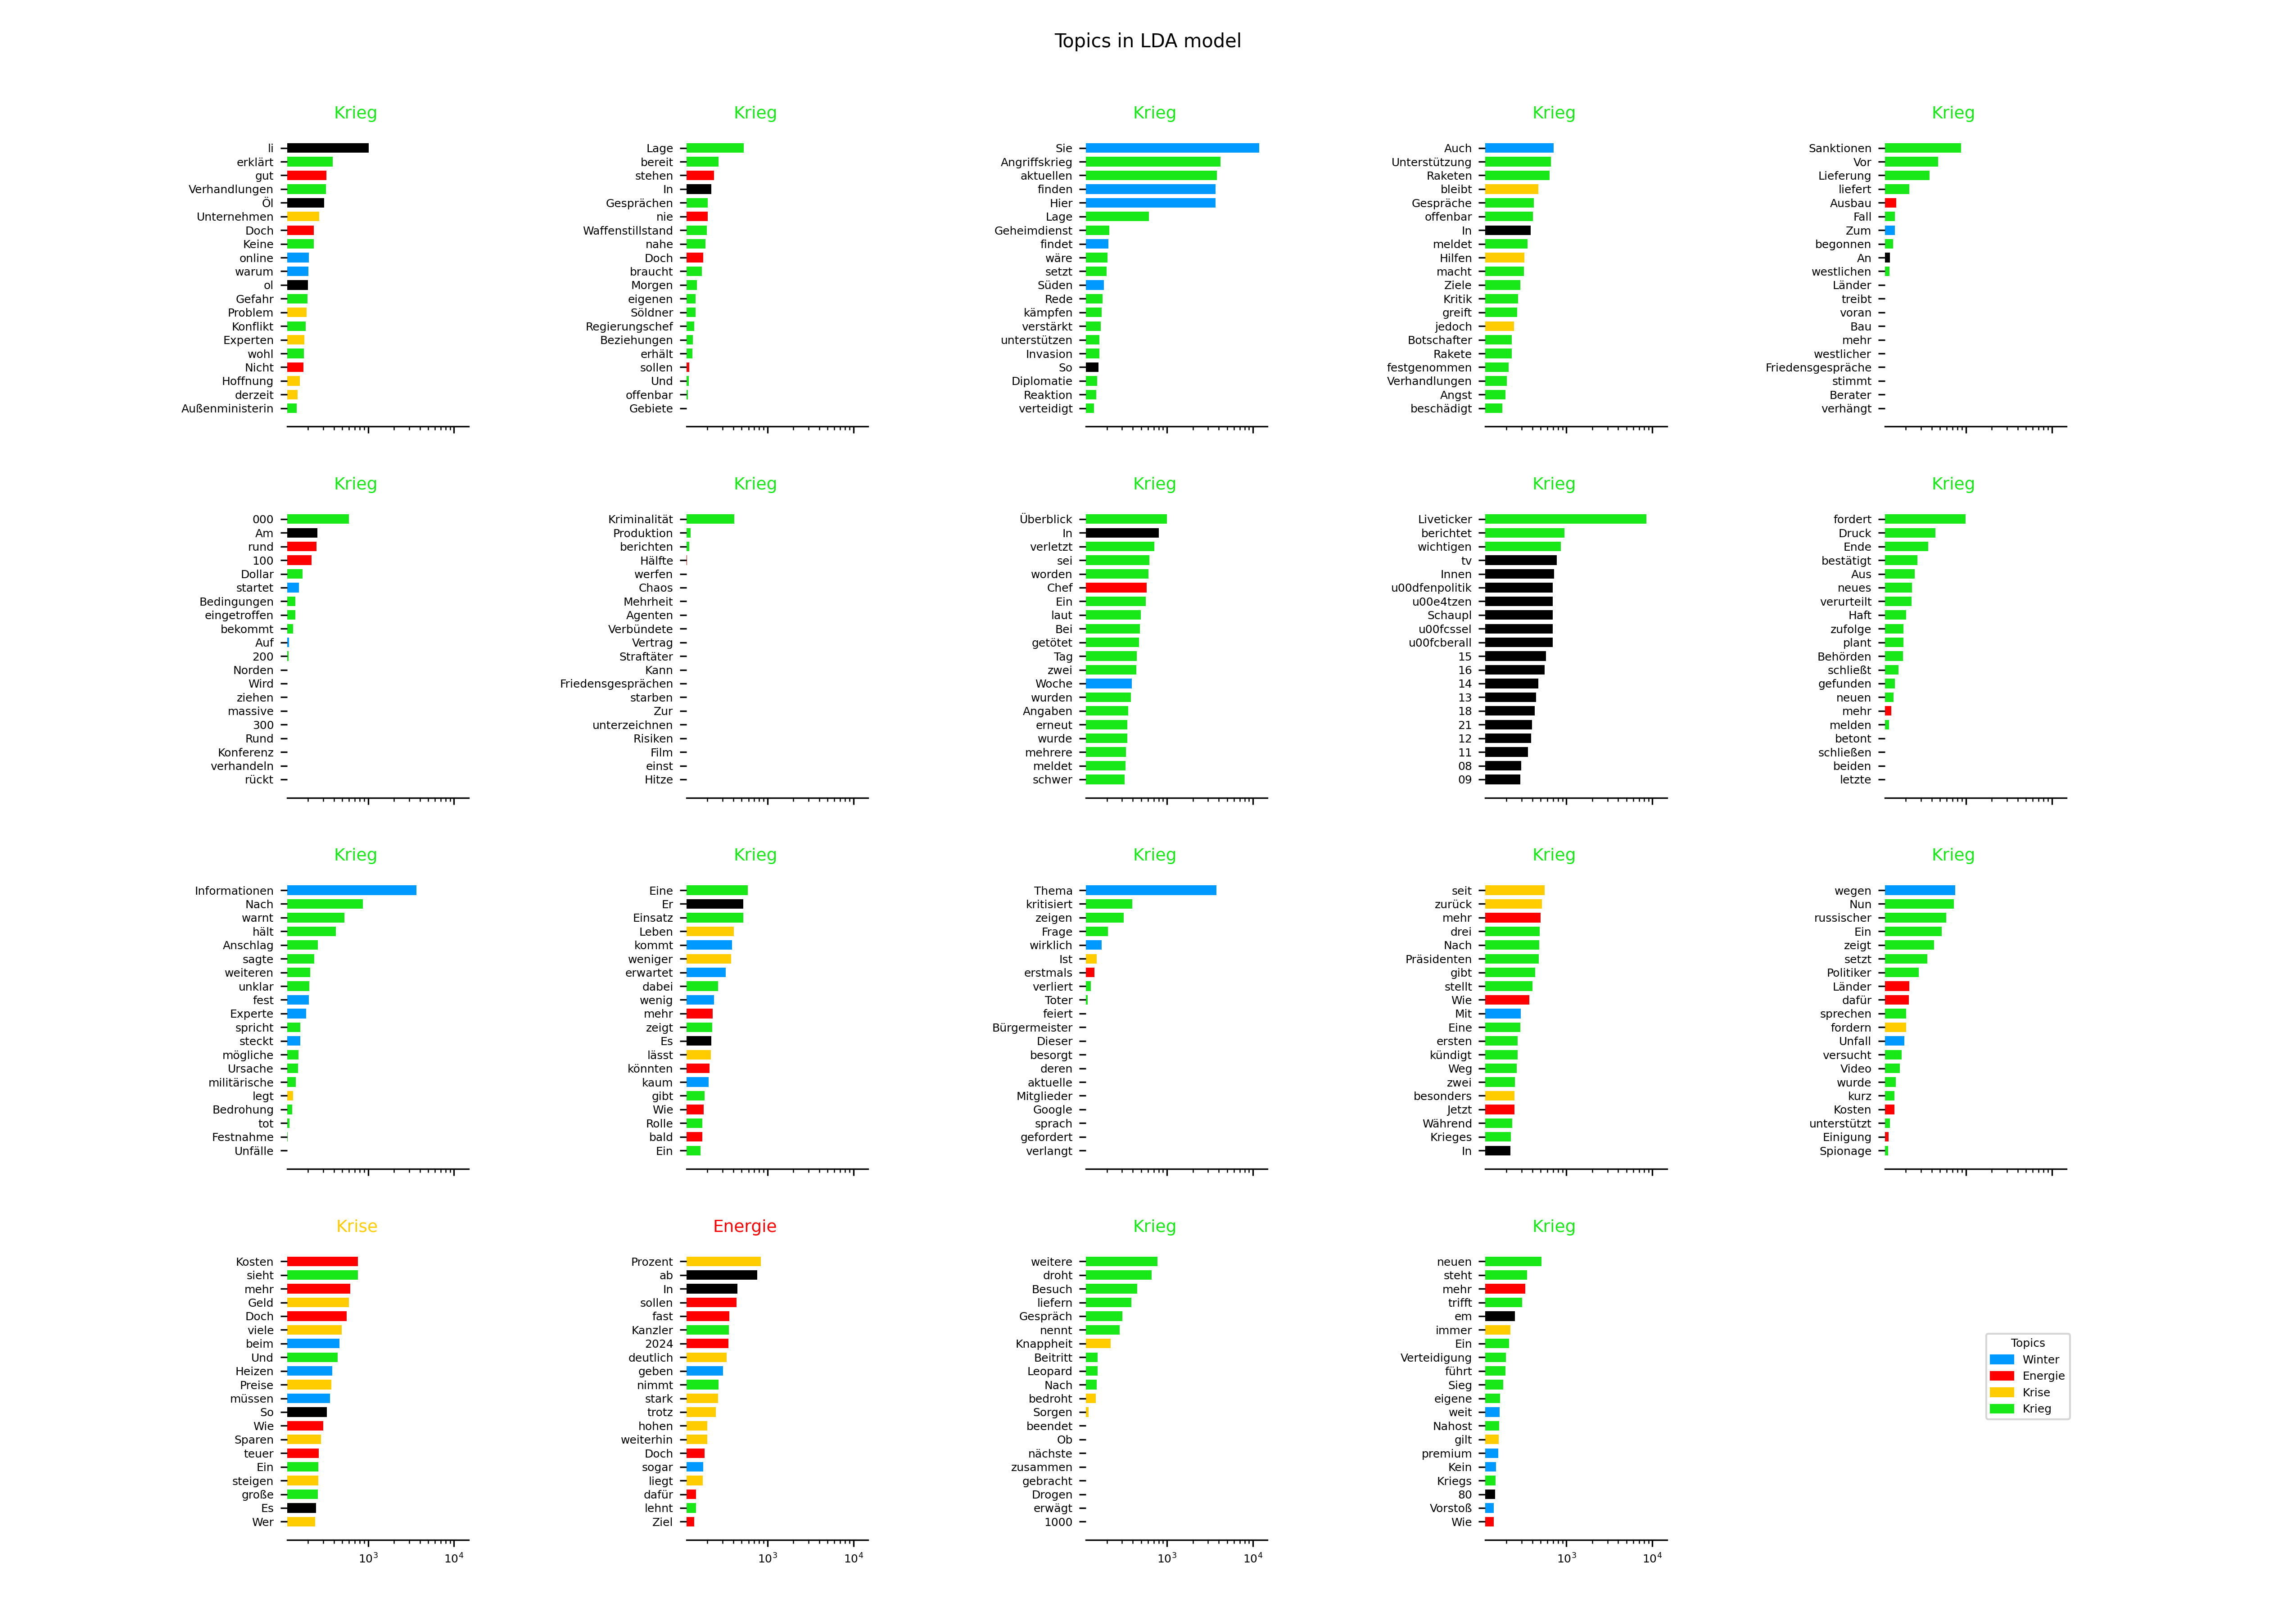 Topics in LDA model
Krieg
li
erklärt
gut
Verhandlungen
Öl
Unternehmen
Doch
Keine
online
warum
ol
Gefahr
Problem
Konflikt
Experten
wohl
Nicht
Hoffnung
derzeit
Außenministerin
Krieg
Lage
bereit
stehen
In
Gesprächen
nie
Waffenstillstand
nahe
Doch
braucht
Morgen
eigenen
Söldner
Regierungschef
Beziehungen
erhält
sollen
Und
offenbar
Gebiete
Krieg
Sie
Angriffskrieg
aktuellen
finden
Hier
Lage
Geheimdienst
findet
wäre
setzt
Süden
Rede
kämpfen
verstärkt
unterstützen
Invasion
So
Diplomatie
Reaktion
verteidigt
Krieg
Auch
Unterstützung
Raketen
bleibt
Gespräche
offenbar
In
meldet
Hilfen
macht
Ziele
Kritik
greift
jedoch
Botschafter
Rakete
festgenommen
Verhandlungen
Angst
beschädigt
Krieg
Sanktionen
Vor
Lieferung
liefert
Ausbau
Fall
Zum
begonnen
An
westlichen
Länder
treibt
voran
Bau
mehr
westlicher
Friedensgespräche
stimmt
Berater
verhängt
Krieg
000
Am
rund
100
Dollar
startet
Bedingungen
eingetroffen
bekommt
Auf
200
Norden
Wird
ziehen
massive
300
Rund
Konferenz
verhandeln
rückt
Krieg
Kriminalität
Produktion
berichten
Hälfte
werfen
Chaos
Mehrheit
Agenten
Verbündete
Vertrag
Straftäter
Kann
Friedensgesprächen
starben
Zur
unterzeichnen
Risiken
Film
einst
Hitze
Krieg
Überblick
In
verletzt
sei
worden
Chef
Ein
laut
Bei
getötet
Tag
zwei
Woche
wurden
Angaben
erneut
wurde
mehrere
meldet
schwer
Krieg
Liveticker
berichtet
wichtigen
tv
Innen
u00dfenpolitik
u00e4tzen
Schaupl
u00fcssel
u00fcberall
15
16
14
13
18
21
12
11
08
09
Krieg
fordert
Druck
Ende
bestätigt
Aus
neues
verurteilt
Haft
zufolge
plant
Behörden
schließt
gefunden
neuen
mehr
melden
betont
schließen
beiden
letzte
Krieg
Informationen
Nach
warnt
hält
Anschlag
sagte
weiteren
unklar
fest
Experte
spricht
steckt
mögliche
Ursache
militärische
legt
Bedrohung
tot
Festnahme
Unfälle
Krieg
Eine
Er
Einsatz
Leben
kommt
weniger
erwartet
dabei
wenig
mehr
zeigt
Es
lässt
könnten
kaum
gibt
Wie
Rolle
bald
Ein
Krieg
Thema
kritisiert
zeigen
Frage
wirklich
Ist
erstmals
verliert
Toter
feiert
Bürgermeister
Dieser
besorgt
deren
aktuelle
Mitglieder
Google
sprach
gefordert
verlangt
Krieg
seit
zurück
mehr
drei
Nach
Präsidenten
gibt
stellt
Wie
Mit
Eine
ersten
kündigt
Weg
zwei
besonders
Jetzt
Während
Krieges
In
Krieg
wegen
Nun
russischer
Ein
zeigt
setzt
Politiker
Länder
dafür
sprechen
fordern
Unfall
versucht
Video
wurde
kurz
Kosten
unterstützt
Einigung
Spionage
Krise
Kosten
sieht
mehr
Geld
Doch
viele
beim
Und
Heizen
Preise
müssen
So
Wie
Sparen
teuer
Ein
steigen
große
Es
Wer
10³ 10⁴
Energie
Prozent
ab
In
sollen
fast
Kanzler
2024
deutlich
geben
nimmt
stark
trotz
hohen
weiterhin
Doch
sogar
liegt
dafür
lehnt
Ziel
10³ 10⁴
Krieg
weitere
droht
Besuch
liefern
Gespräch
nennt
Knappheit
Beitritt
Leopard
Nach
bedroht
Sorgen
beendet
Ob
nächste
zusammen
gebracht
Drogen
erwägt
1000
10³ 10⁴
Krieg
neuen
steht
mehr
trifft
em
immer
Ein
Verteidigung
führt
Sieg
eigene
weit
Nahost
gilt
premium
Kein
Kriegs
80
Vorstoß
Wie
10³ 10⁴
Topics
Winter
Energie
Krise
Krieg